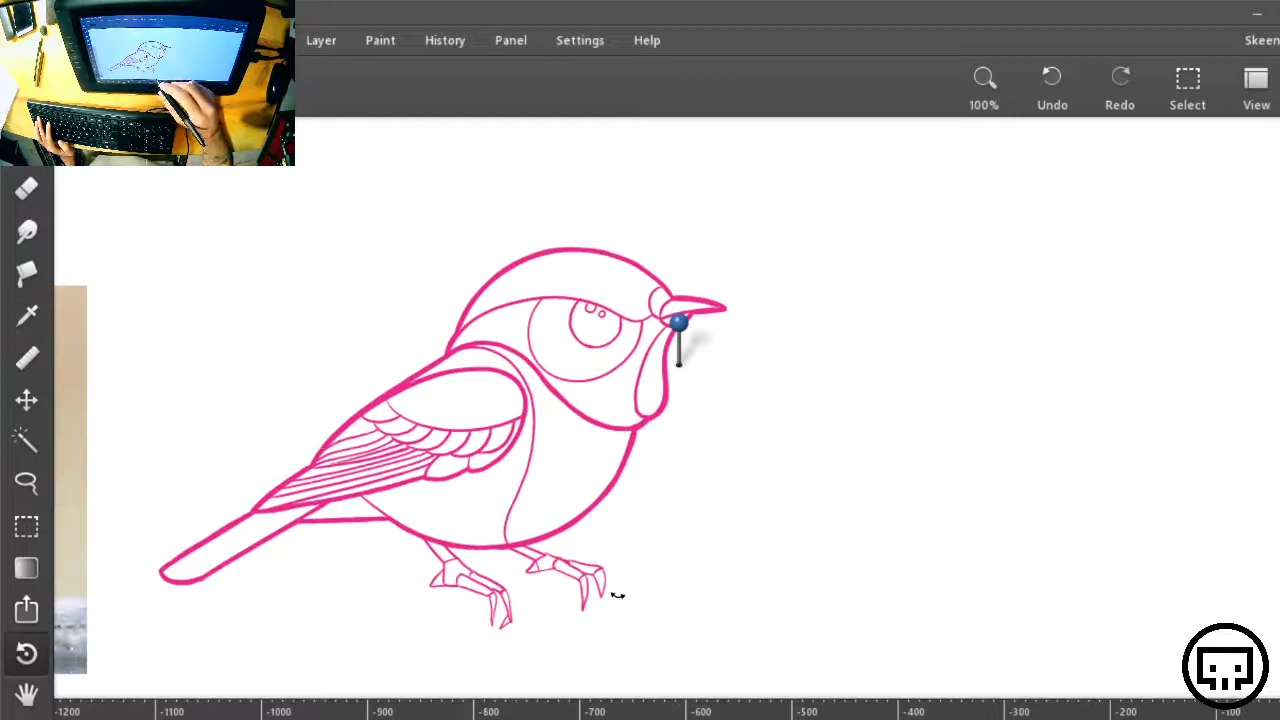 Layer Paint History Panel Settings Help Skeen
100% Undo Redo Select View
-1200 -1100 -1000 -900 -800 -700 -600 -500 -400 -300 -200 -100